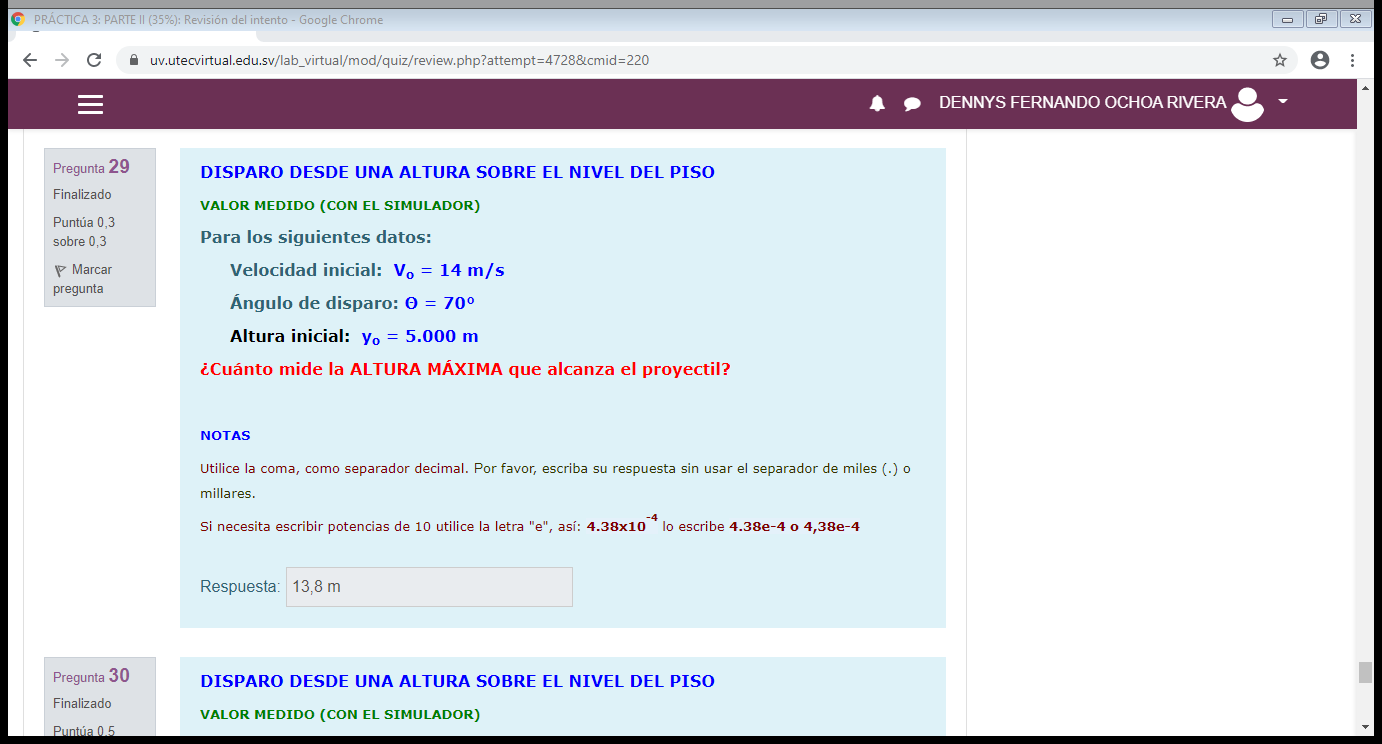 PRÁCTICA 3: PARTE II (35%): Revisión del intento - Google Chrome
uv.utecvirtual.edu.sv/lab_virtual/mod/quiz/review.php?attempt=4728&cmid=220
DENNYS FERNANDO OCHOA RIVERA
Pregunta 29
Finalizado
Puntúa 0,3
sobre 0,3
Marcar
pregunta
DISPARO DESDE UNA ALTURA SOBRE EL NIVEL DEL PISO
VALOR MEDIDO (CON EL SIMULADOR)
Para los siguientes datos:
Velocidad inicial: Vo = 14 m/s
Ángulo de disparo: Θ = 70º
Altura inicial: yo = 5.000 m
¿Cuánto mide la ALTURA MÁXIMA que alcanza el proyectil?
NOTAS
Utilice la coma, como separador decimal. Por favor, escriba su respuesta sin usar el separador de miles (.) o
millares.
Si necesita escribir potencias de 10 utilice la letra "e", así: 4.38x10-4 lo escribe 4.38e-4 o 4,38e-4
Respuesta: 13,8 m
Pregunta 30
Finalizado
Puntúa 0,5
DISPARO DESDE UNA ALTURA SOBRE EL NIVEL DEL PISO
VALOR MEDIDO (CON EL SIMULADOR)